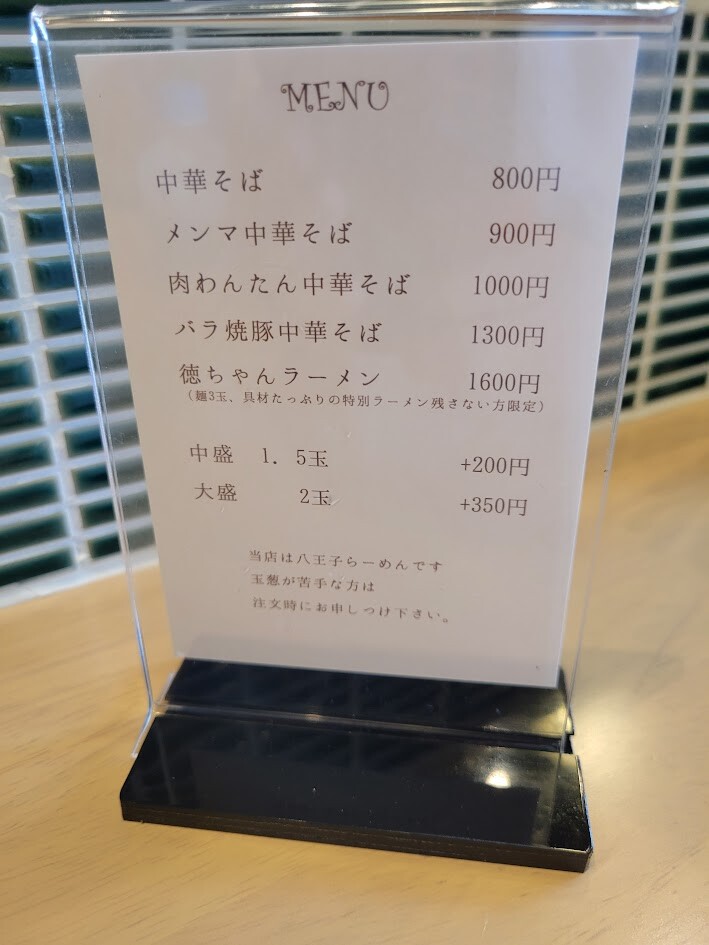 MENU
中華そば 800円
メンマ中華そば 900円
肉わんたん中華そば 1000円
バラ焼豚中華そば 1300円
徳ちゃんラーメン 1600円
（麺3玉、具材たっぷりの特別ラーメン残さない方限定）
中盛 1．5玉 +200円
大盛 2玉 +350円
当店は八王子らーめんです
玉葱が苦手な方は
注文時にお申しつけ下さい。